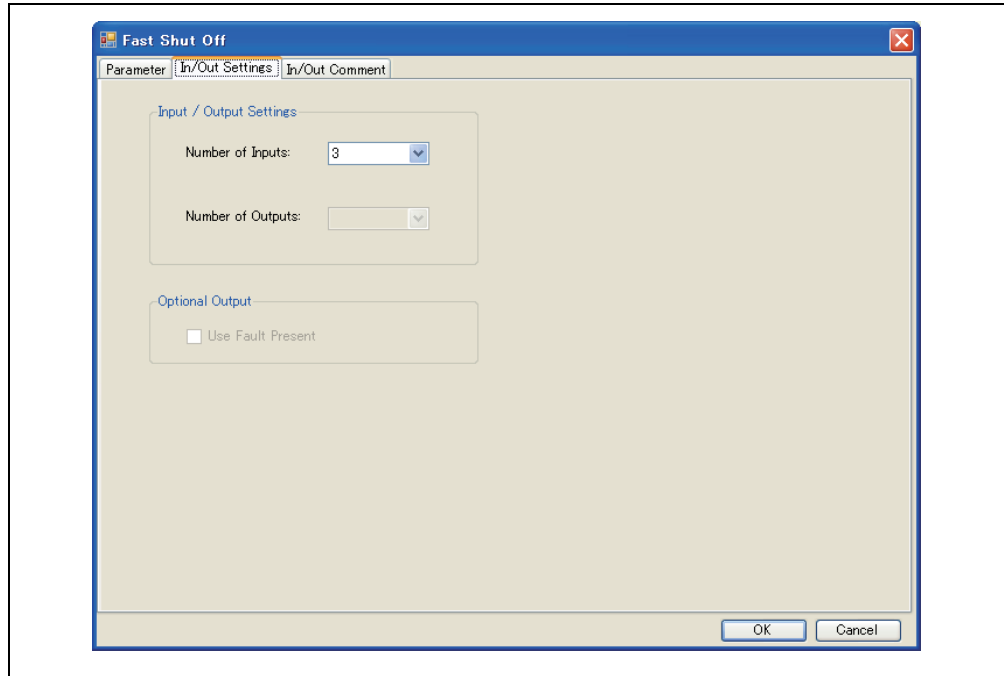 Fast Shut Off
Parameter In/Out Settings In/Out Comment
Input / Output Settings
Number of Inputs: 3
Number of Outputs:
Optional Output
Use Fault Present
OK Cancel